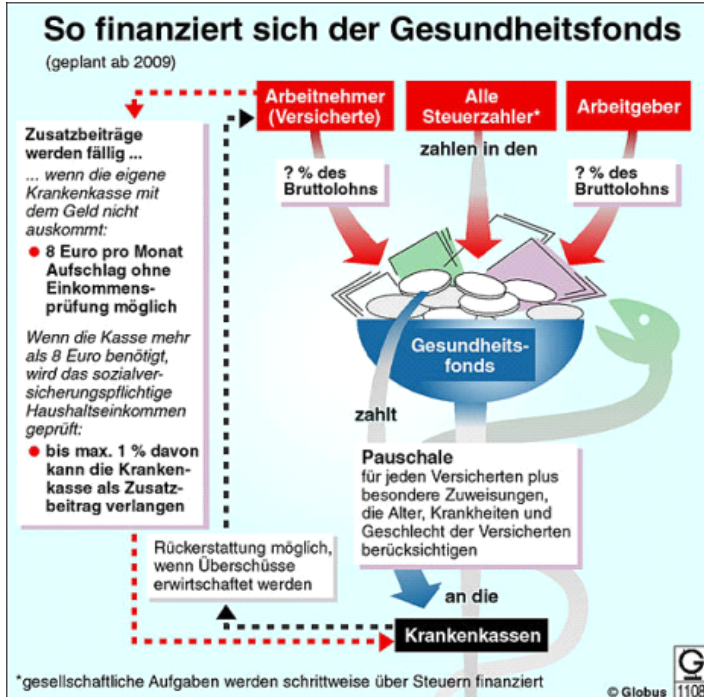 So finanziert sich der Gesundheitsfonds
(geplant ab 2009)
Arbeitnehmer
(Versicherte)
Alle
Steuerzahler*
Arbeitgeber
zahlen in den
? % des
Bruttolohns
? % des
Bruttolohns
Zusatzbeiträge
werden fällig ...
... wenn die eigene
Krankenkasse mit
dem Geld nicht
auskommt:
8 Euro pro Monat
Aufschlag ohne
Einkommens-
prüfung möglich
Wenn die Kasse mehr
als 8 Euro benötigt,
wird das sozialver-
sicherungspflichtige
Haushaltseinkommen
geprüft:
bis max. 1 % davon
kann die Kranken-
kasse als Zusatz-
beitrag verlangen
Gesundheits-
fonds
zahlt
Pauschale
für jeden Versicherten plus
besondere Zuweisungen,
die Alter, Krankheiten und
Geschlecht der Versicherten
berücksichtigen
Rückerstattung möglich,
wenn Überschüsse
erwirtschaftet werden
an die
Krankenkassen
*gesellschaftliche Aufgaben werden schrittweise über Steuern finanziert
© Globus
G